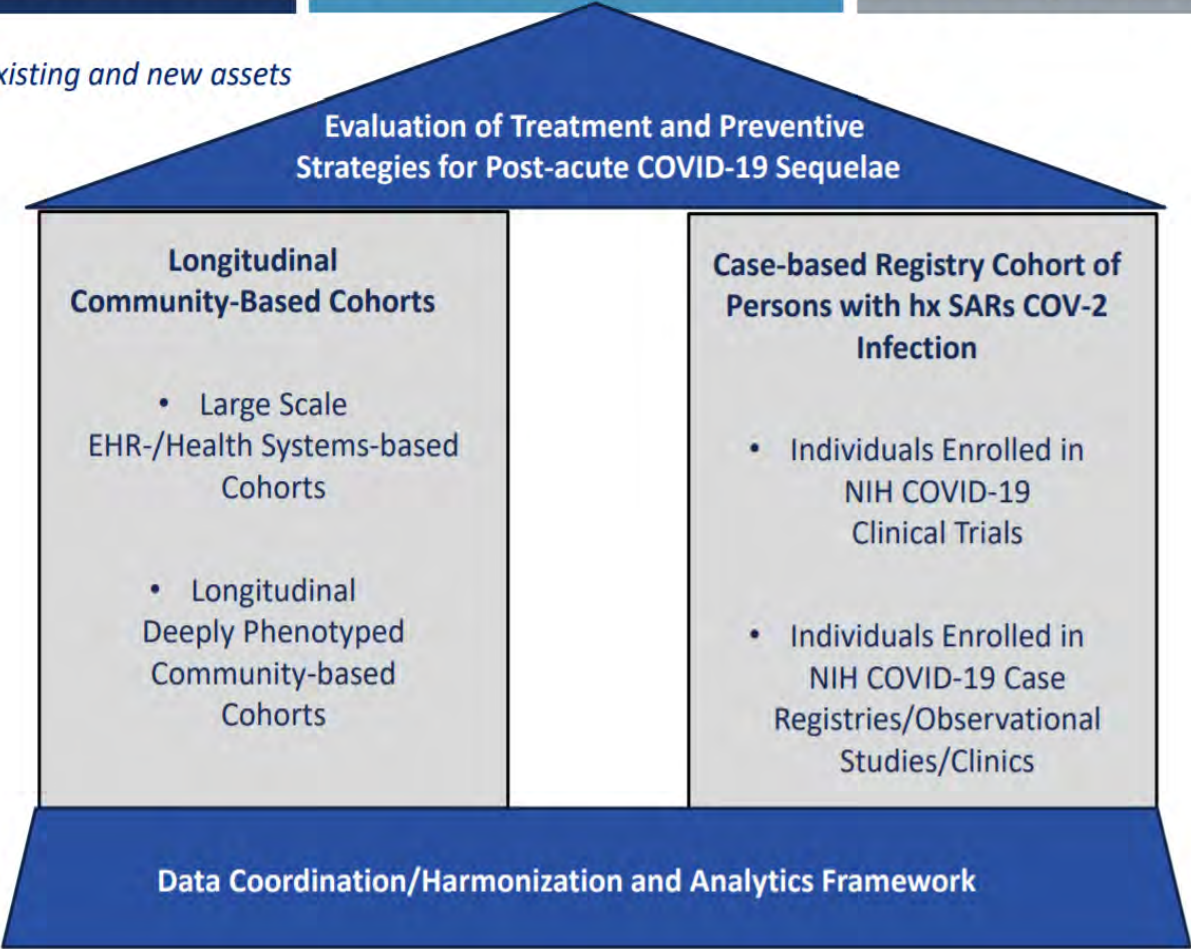 xisting and new assets
Evaluation of Treatment and Preventive
Strategies for Post-acute COVID-19 Sequelae
Longitudinal
Community-Based Cohorts
• Large Scale
EHR-/Health Systems-based
Cohorts
• Longitudinal
Deeply Phenotyped
Community-based
Cohorts
Case-based Registry Cohort of
Persons with hx SARs COV-2
Infection
• Individuals Enrolled in
NIH COVID-19
Clinical Trials
• Individuals Enrolled in
NIH COVID-19 Case
Registries/Observational
Studies/Clinics
Data Coordination/Harmonization and Analytics Framework